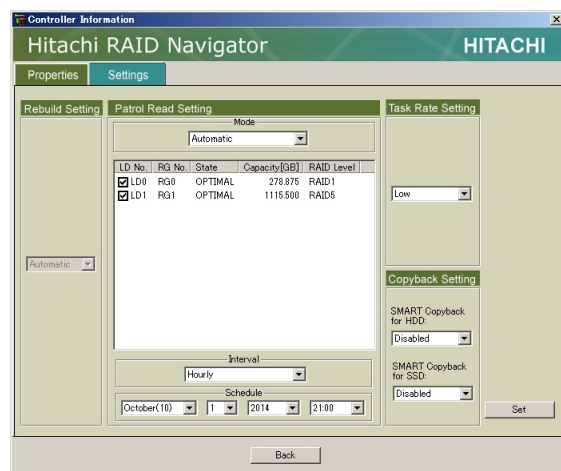 Controller Information
Hitachi RAID Navigator
HITACHI
Properties
Settings
Rebuild Setting
Automatic
Patrol Read Setting
Mode
Automatic
LD No. RG No. State Capacity[GB] RAID Level
LD0 RG0 OPTIMAL 278.875 RAID1
LD1 RG1 OPTIMAL 1115.500 RAID5
Interval
Hourly
Schedule
October(10) 1 2014 21:00
Task Rate Setting
Low
Copyback Setting
SMART Copyback
for HDD:
Disabled
SMART Copyback
for SSD:
Disabled
Set
Back